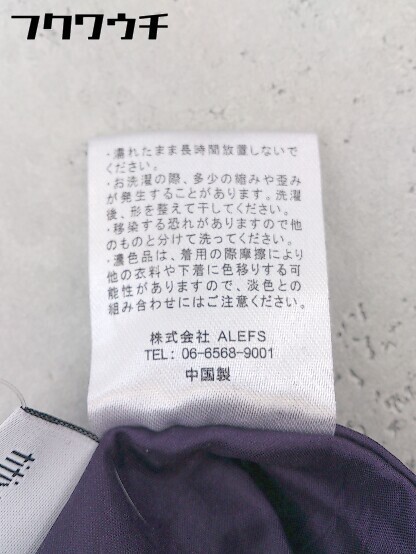 フクワウチ
・濡れたまま長時間放置しないで
ください。
・お洗濯の際、多少の縮みや歪み
が発生することがあります。洗濯
後、形を整えて干してください。
・移染する恐れがありますので他
のものと分けて洗ってください。
・濃色品は、着用の際摩擦により
他の衣料や下着に色移りする可
能性がありますので、淡色との
組み合わせにはご注意ください。
株式会社 ALEFS
TEL: 06-6568-9001
中国製